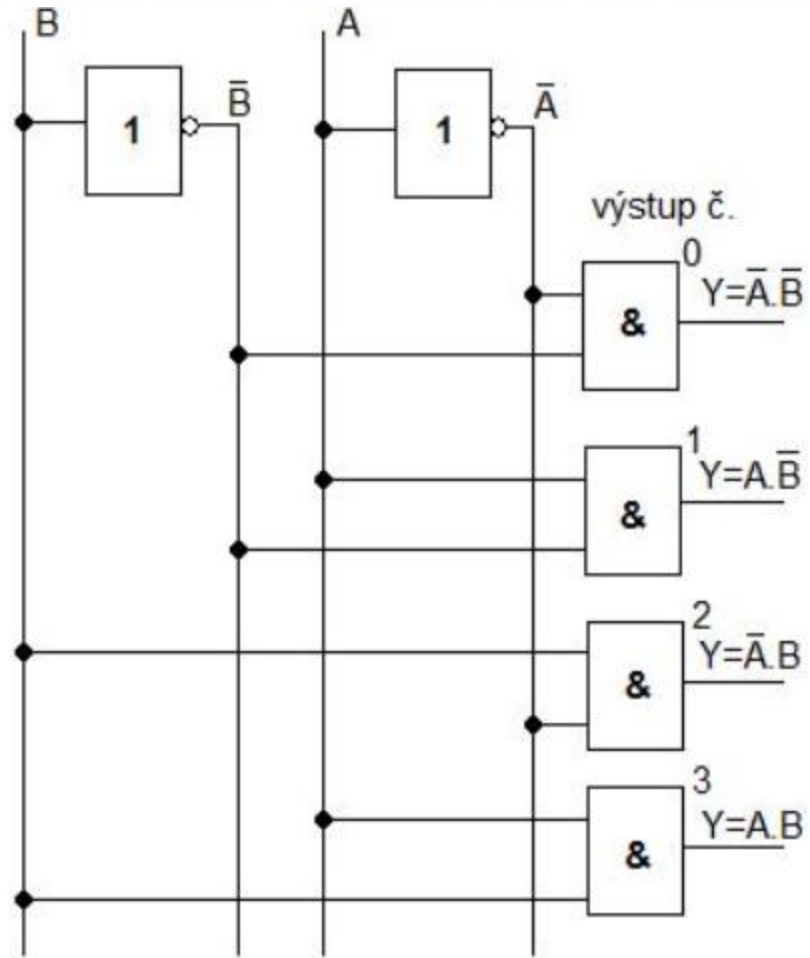 B A
1 B̅ 1 A̅
výstup č.
0
Y=A̅.B̅
&
1
Y=A.B̅
&
2
Y=A̅.B
&
3
Y=A.B
&